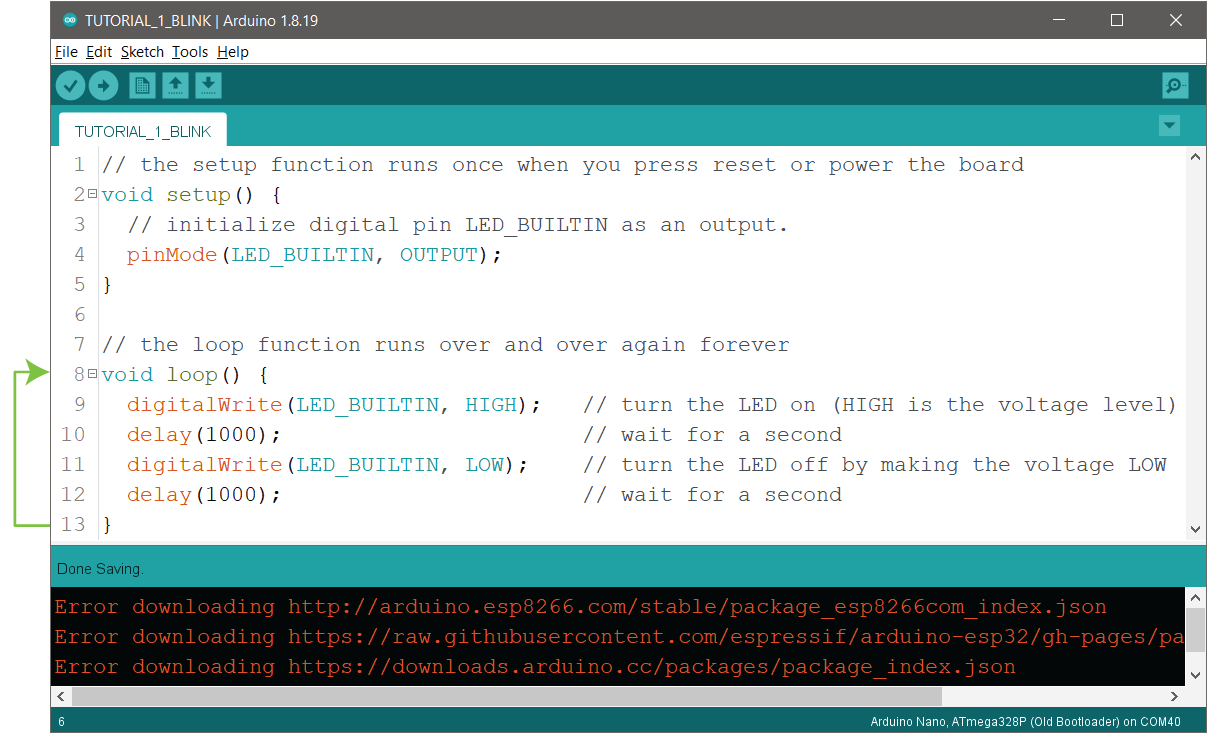 TUTORIAL_1_BLINK | Arduino 1.8.19
File Edit Sketch Tools Help
TUTORIAL_1_BLINK
1 // the setup function runs once when you press reset or power the board
2 void setup() {
3   // initialize digital pin LED_BUILTIN as an output.
4   pinMode(LED_BUILTIN, OUTPUT);
5 }
6
7 // the loop function runs over and over again forever
8 void loop() {
9   digitalWrite(LED_BUILTIN, HIGH);   // turn the LED on (HIGH is the voltage level)
10   delay(1000);                       // wait for a second
11   digitalWrite(LED_BUILTIN, LOW);    // turn the LED off by making the voltage LOW
12   delay(1000);                       // wait for a second
13 }
Done Saving.
Error downloading http://arduino.esp8266.com/stable/package_esp8266com_index.json
Error downloading https://raw.githubusercontent.com/espressif/arduino-esp32/gh-pages/pa
Error downloading https://downloads.arduino.cc/packages/package_index.json
6 Arduino Nano, ATmega328P (Old Bootloader) on COM40